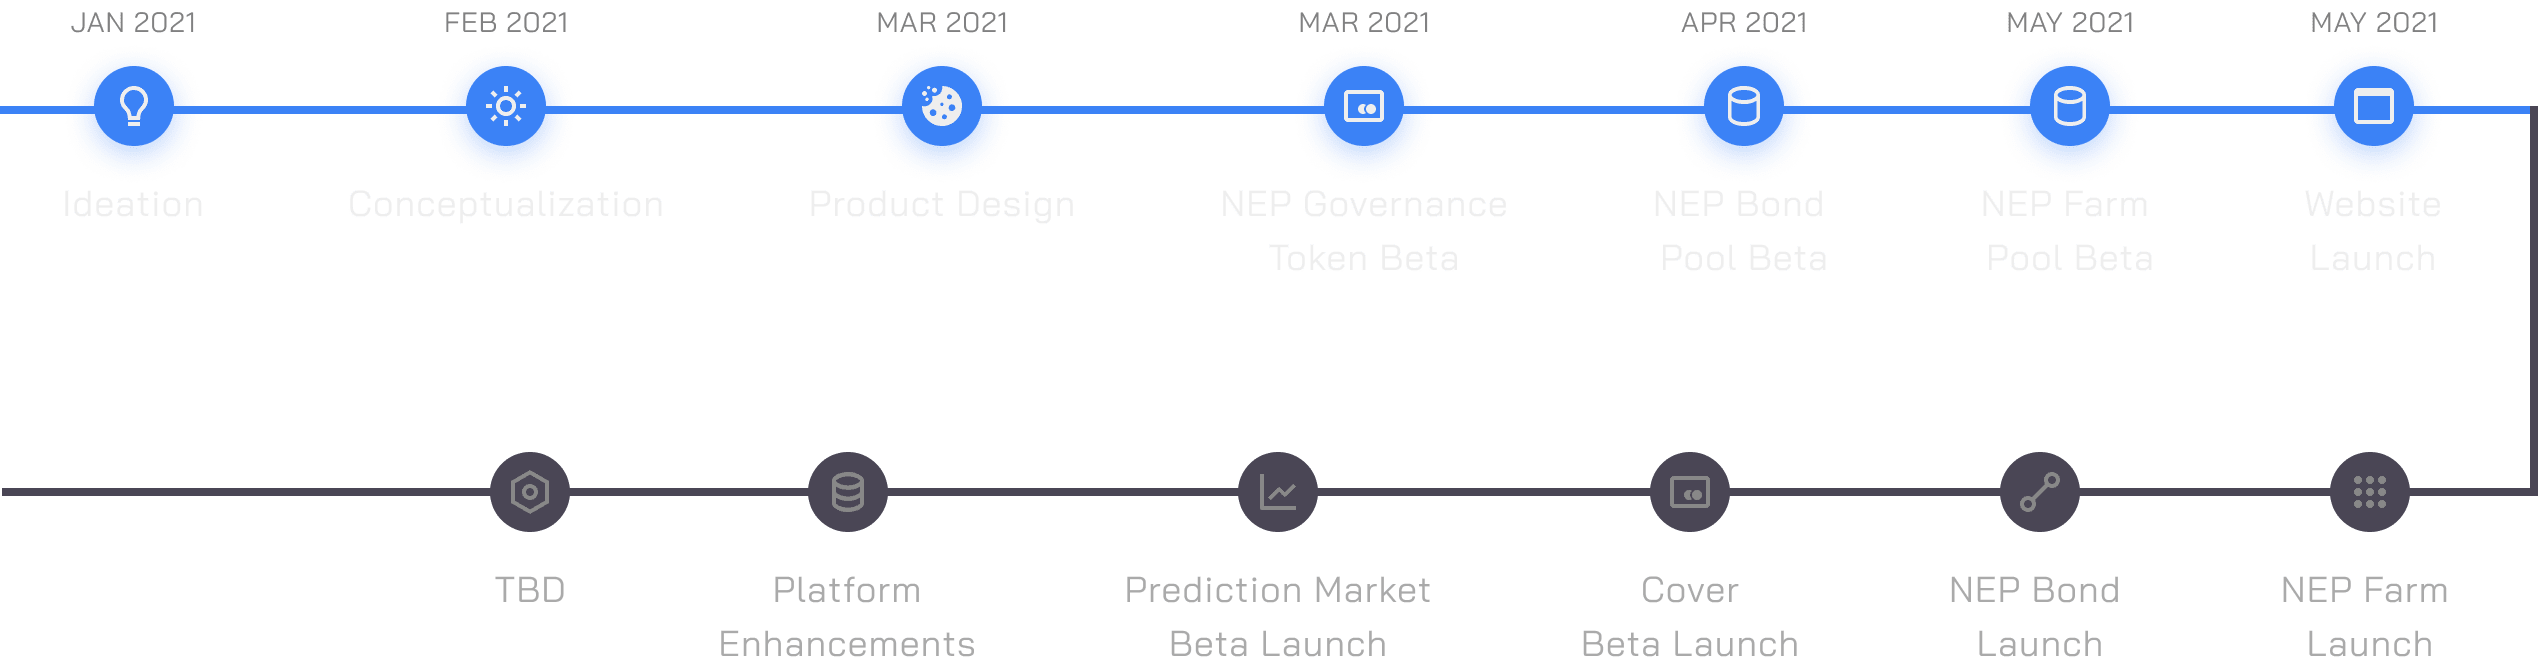 JAN 2021
FEB 2021
MAR 2021
MAR 2021
APR 2021
MAY 2021
MAY 2021
Ideation
Conceptualization
Product Design
NEP Governance
Token Beta
NEP Bond
Pool Beta
NEP Farm
Pool Beta
Website
Launch
TBD
Platform
Enhancements
Prediction Market
Beta Launch
Cover
Beta Launch
NEP Bond
Launch
NEP Farm
Launch